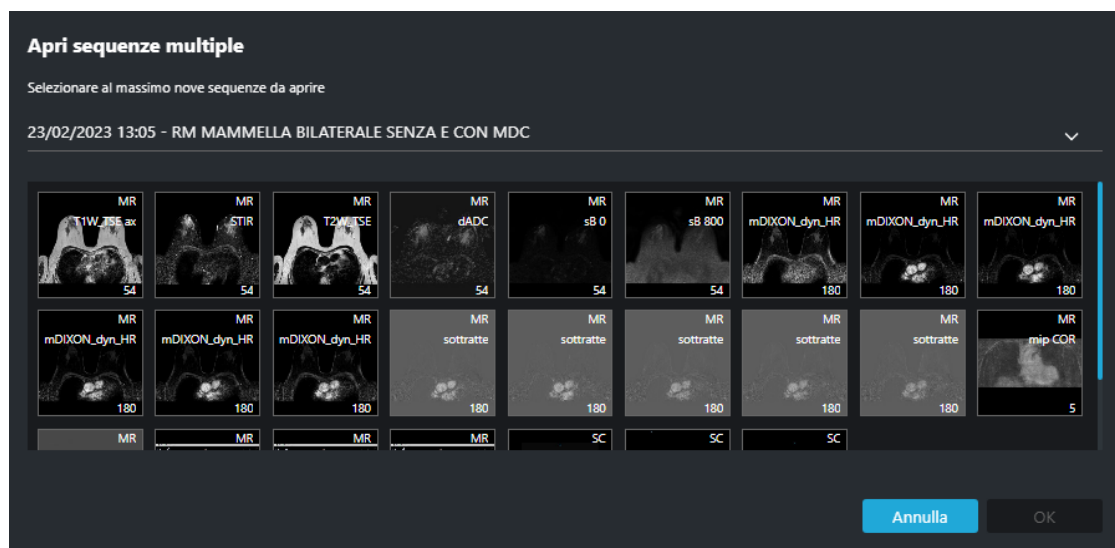 Apri sequenze multiple
Selezionare al massimo nove sequenze da aprire
23/02/2023 13:05 - RM MAMMELLA BILATERALE SENZA E CON MDC
MR MR MR MR MR MR MR MR MR
T1W_TSE ax STIR T2W_TSE dADC sB 0 sB 800 mDIXON_dyn_HR mDIXON_dyn_HR mDIXON_dyn_HR
54 54 54 54 54 54 180 180 180
MR MR MR MR MR MR MR MR MR
mDIXON_dyn_HR mDIXON_dyn_HR mDIXON_dyn_HR sottratte sottratte sottratte sottratte sottratte mip COR
180 180 180 180 180 180 180 180 5
MR MR MR MR SC SC SC
Annulla OK